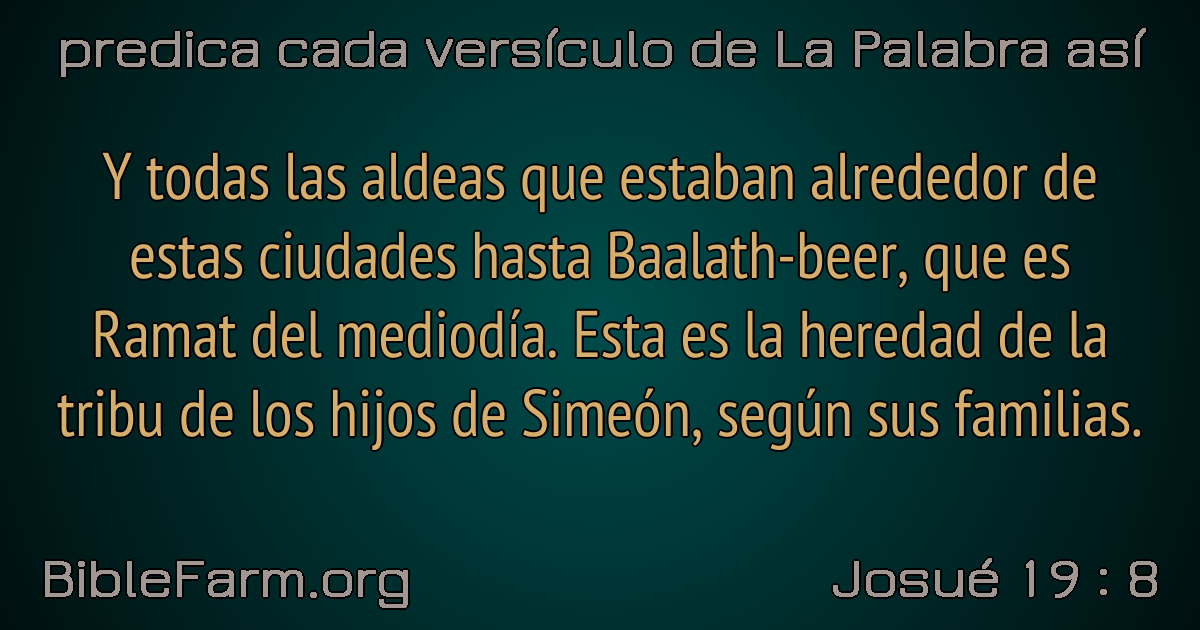 predica cada versículo de La Palabra así
Y todas las aldeas que estaban alrededor de
estas ciudades hasta Baalath-beer, que es
Ramat del mediodía. Esta es la heredad de la
tribu de los hijos de Simeón, según sus familias.
BibleFarm.org
Josué 19 : 8